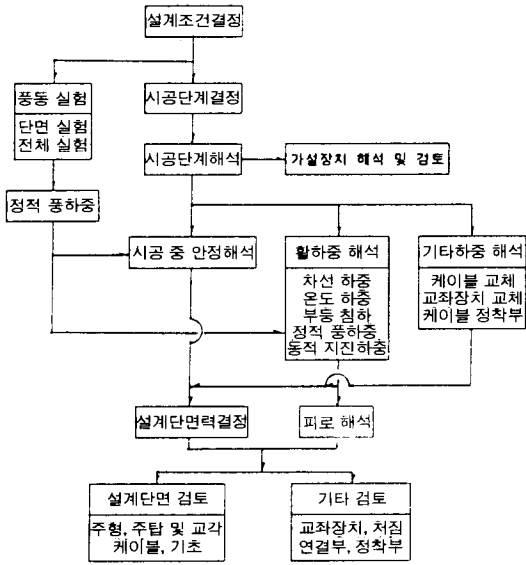 설계조건결정
풍동 실험
단면 실험
전체 실험
시공단계결정
시공단계해석
가설장치 해석 및 검토
정적 풍하중
시공 중 안정해석
활하중 해석
차선 하중
온도 하중
부등 침하
정적 풍하중
동적 지진하중
기타하중 해석
케이블 교체
교좌장치 교체
케이블 정착부
설계단면력결정
피로 해석
설계단면 검토
주형, 주탑 및 교각
케이블, 기초
기타 검토
교좌장치, 처짐
연결부, 정착부